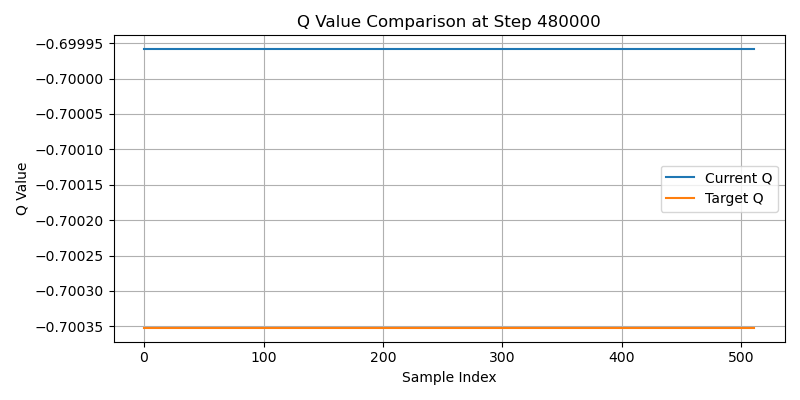 Q Value Comparison at Step 480000
Q Value
−0.69995
−0.70000
−0.70005
−0.70010
−0.70015
−0.70020
−0.70025
−0.70030
−0.70035
Current Q
Target Q
0 100 200 300 400 500
Sample Index